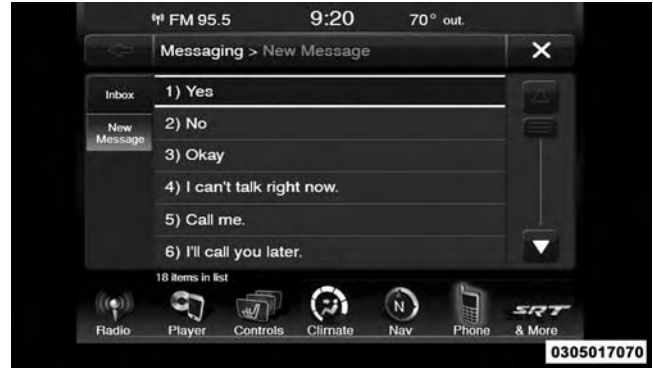 FM 95.5 9:20 70° out.
Messaging > New Message X
Inbox
New
Message
1) Yes
2) No
3) Okay
4) I can't talk right now.
5) Call me.
6) I'll call you later.
18 items in list
N
SRT
Radio Player Controls Climate Nav Phone & More
0305017070